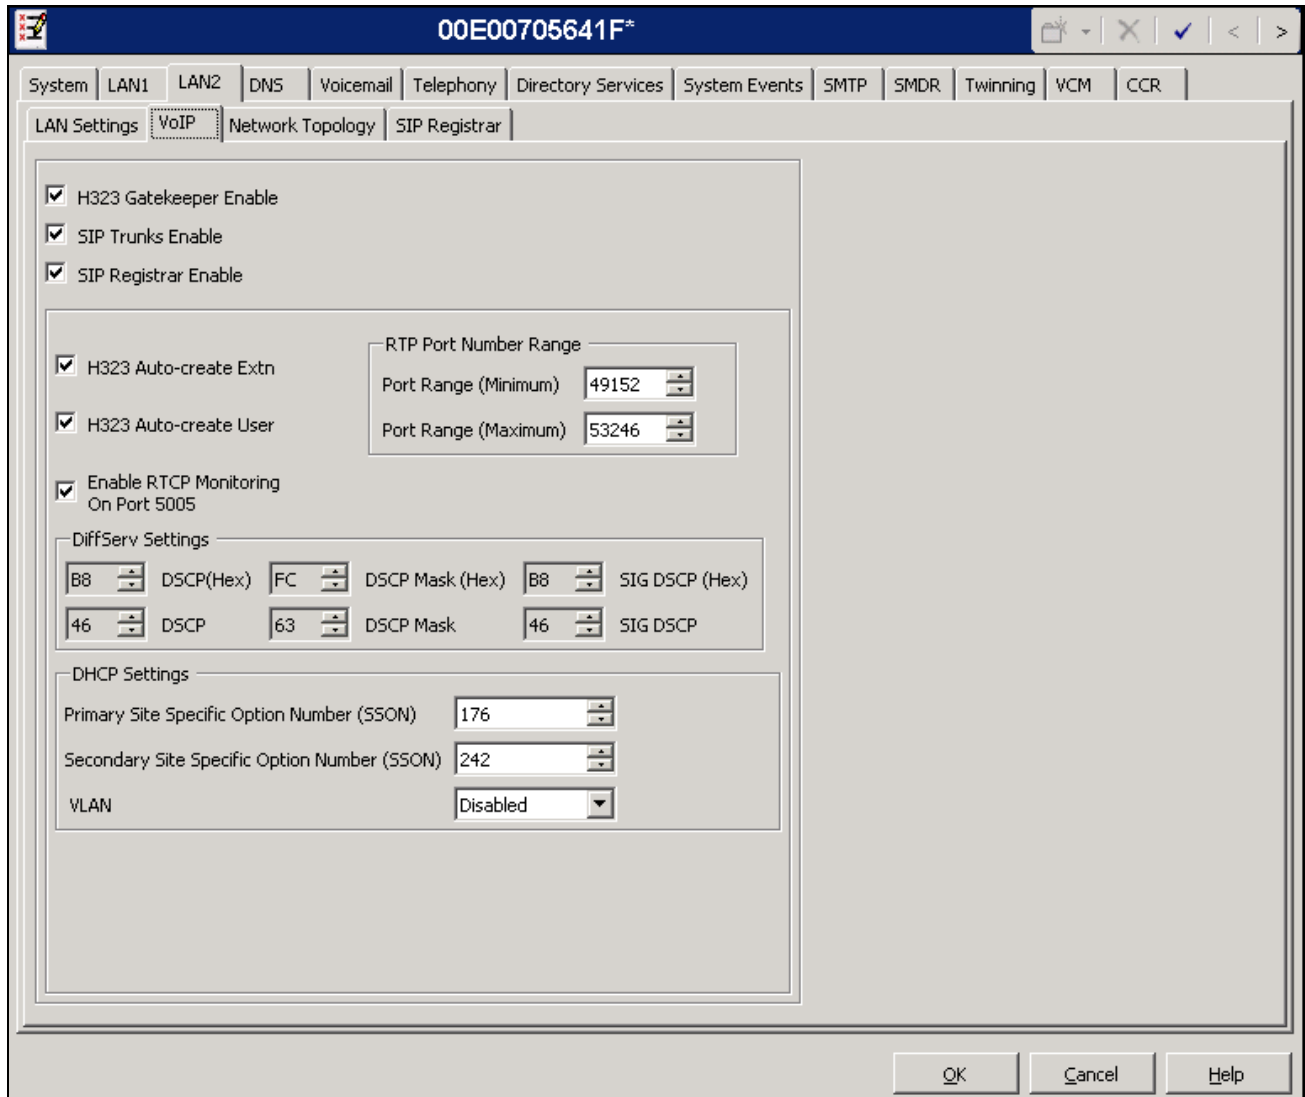 00E00705641F*
System LAN1 LAN2 DNS Voicemail Telephony Directory Services System Events SMTP SMDR Twinning VCM CCR
LAN Settings VoIP Network Topology SIP Registrar
H323 Gatekeeper Enable
SIP Trunks Enable
SIP Registrar Enable
RTP Port Number Range
H323 Auto-create Extn
Port Range (Minimum) 49152
H323 Auto-create User
Port Range (Maximum) 53246
Enable RTCP Monitoring
On Port 5005
DiffServ Settings
B8 DSCP(Hex) FC DSCP Mask (Hex) B8 SIG DSCP (Hex)
46 DSCP 63 DSCP Mask 46 SIG DSCP
DHCP Settings
Primary Site Specific Option Number (SSON) 176
Secondary Site Specific Option Number (SSON) 242
VLAN Disabled
OK Cancel Help